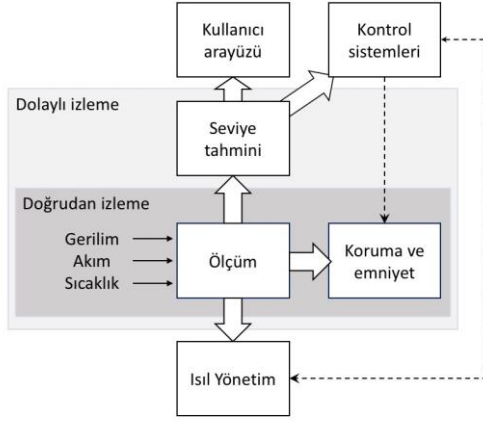 Kullanıcı
arayüzü
Kontrol
sistemleri
Dolaylı izleme
Seviye
tahmini
Doğrudan izleme
Gerilim
Akım
Sıcaklık
Ölçüm
Koruma ve
emniyet
Isıl Yönetim